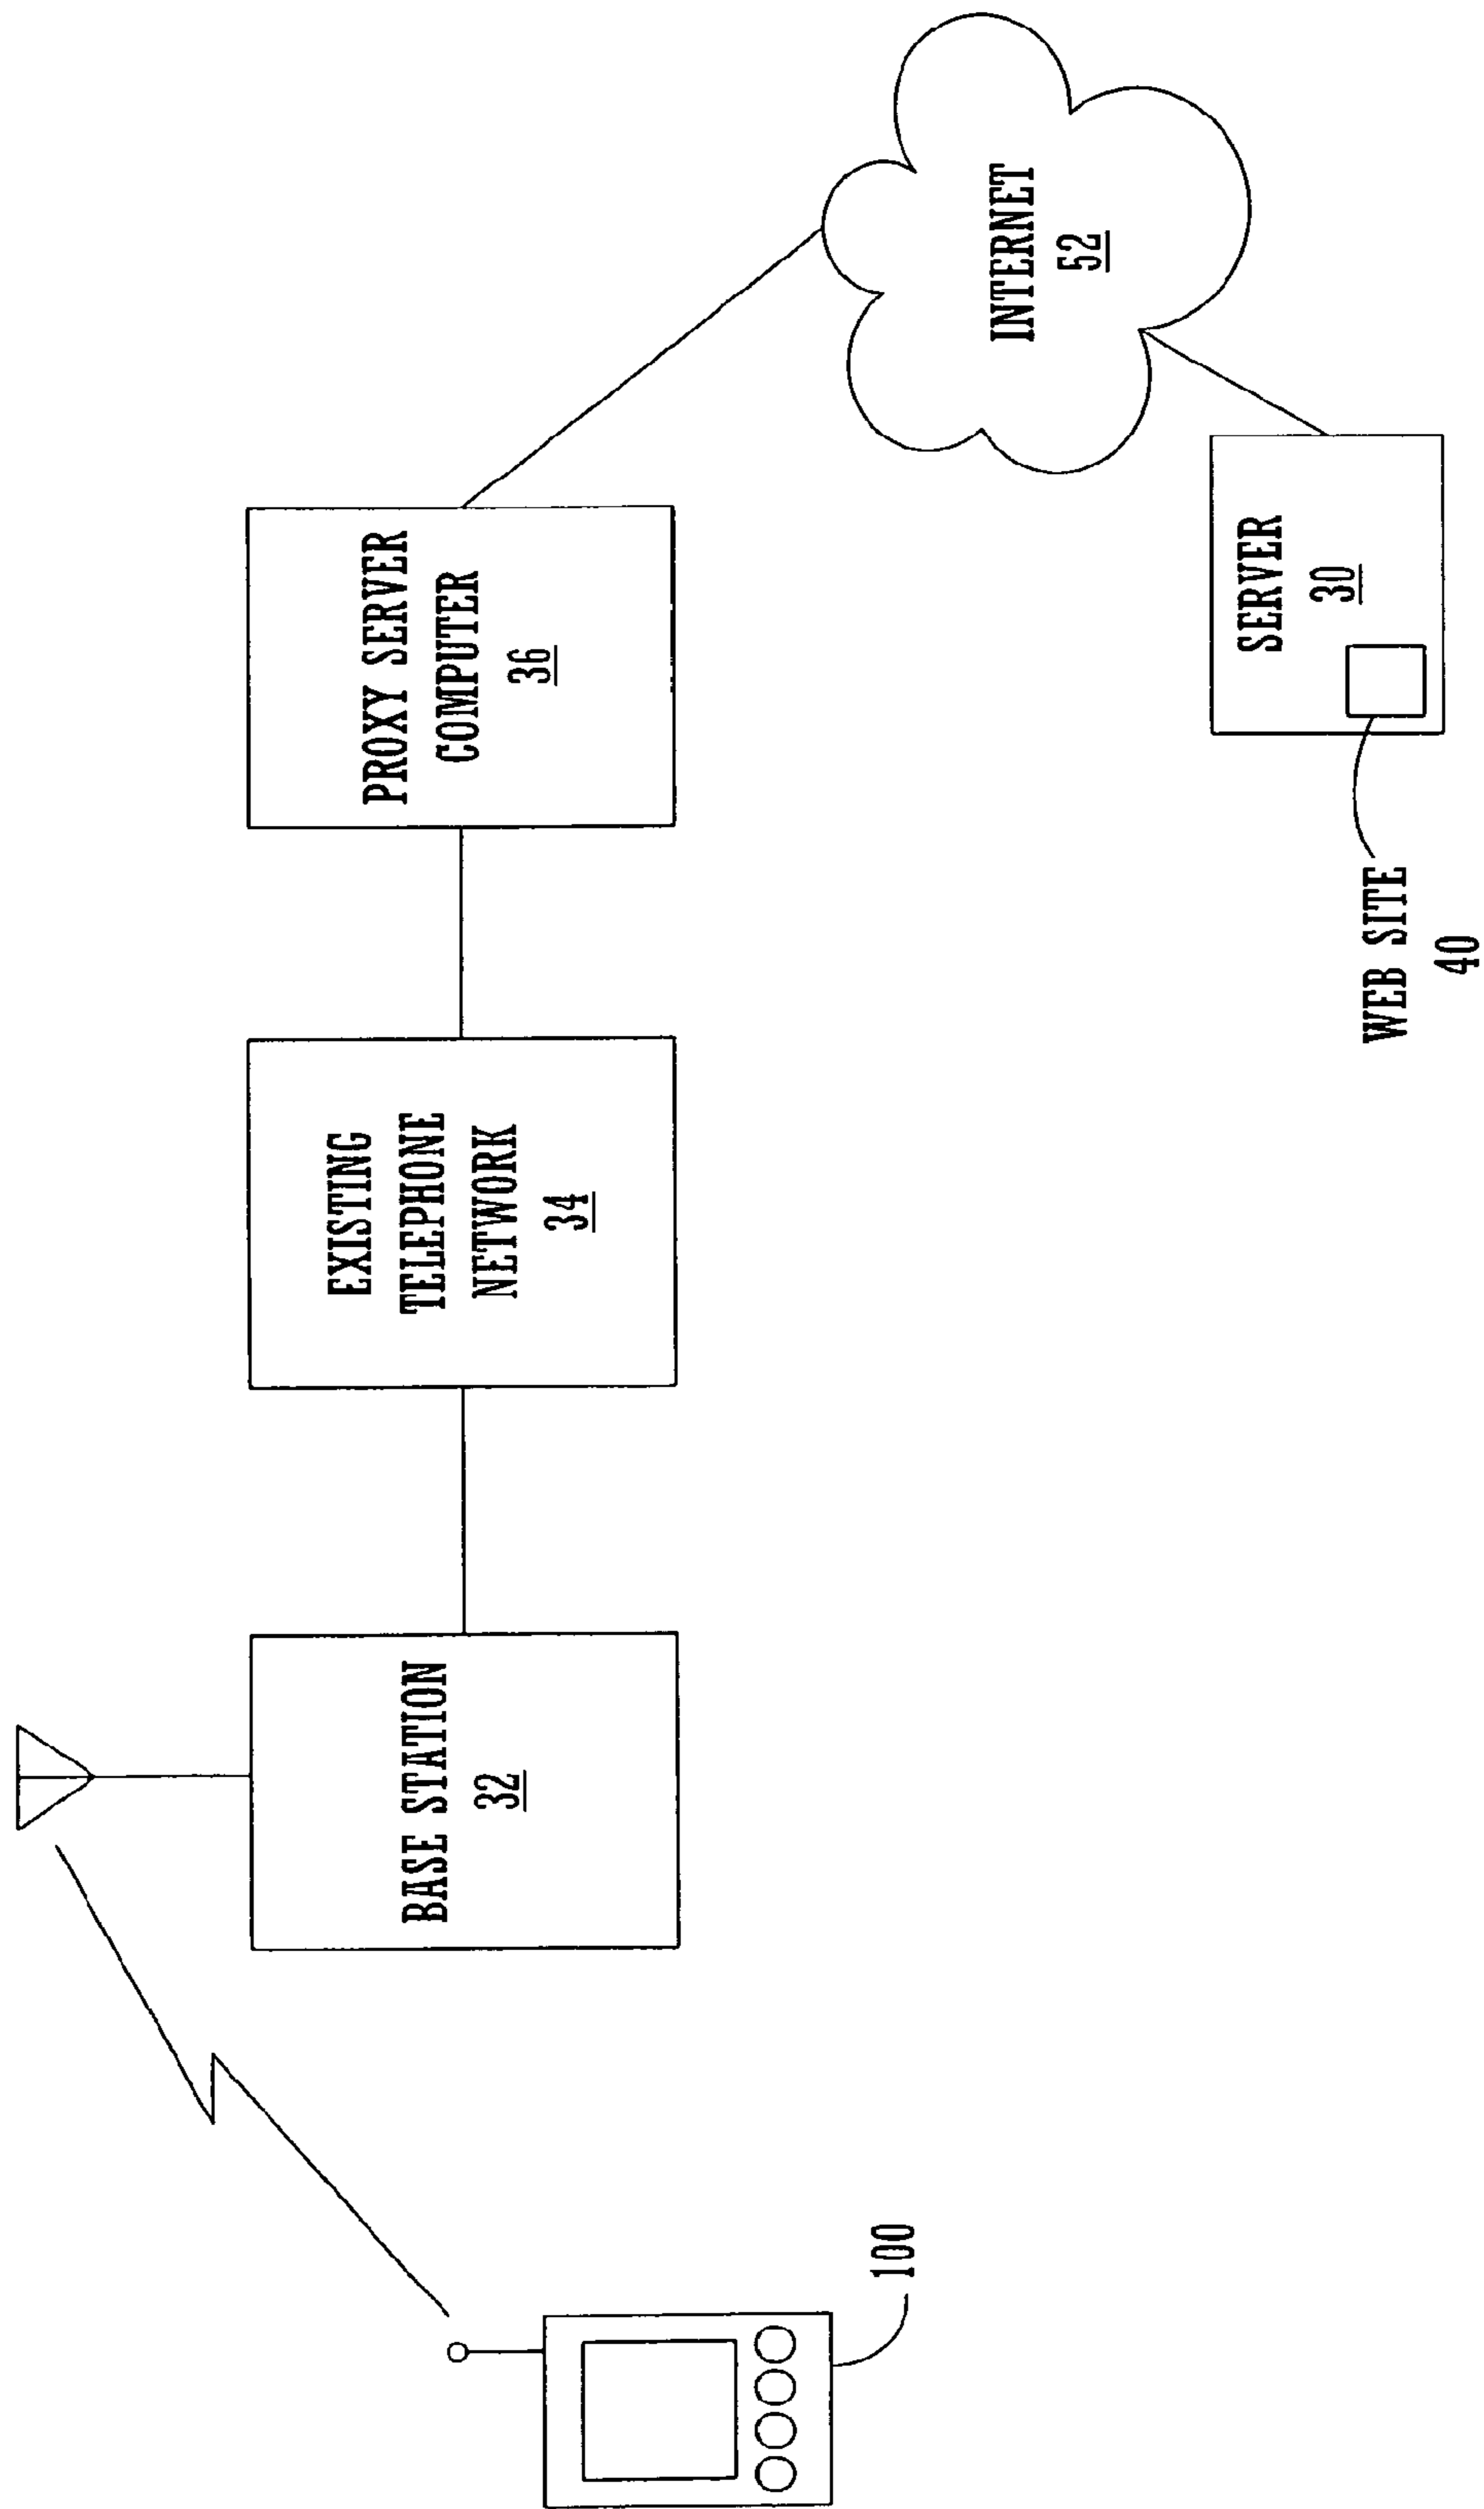 BASE STATION
32
EXISTING
TELEPHONE
NETWORK
34
PROXY SERVER
COMPUTER
36
INTERNET
52
SERVER
30
WEB SITE
40
100